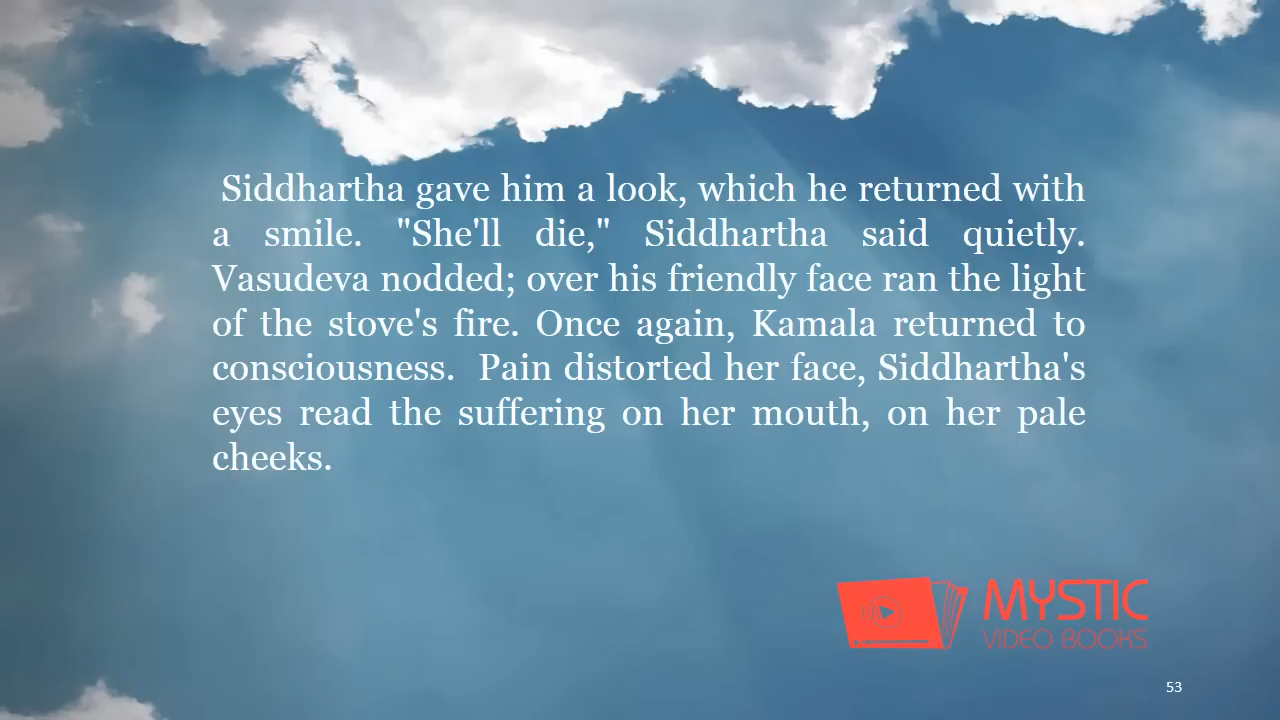 Siddhartha gave him a look, which he returned with
a smile. "She'll die," Siddhartha said quietly.
Vasudeva nodded; over his friendly face ran the light
of the stove's fire. Once again, Kamala returned to
consciousness.  Pain distorted her face, Siddhartha's
eyes read the suffering on her mouth, on her pale
cheeks.
MYSTIC
VIDEO BOOKS
53